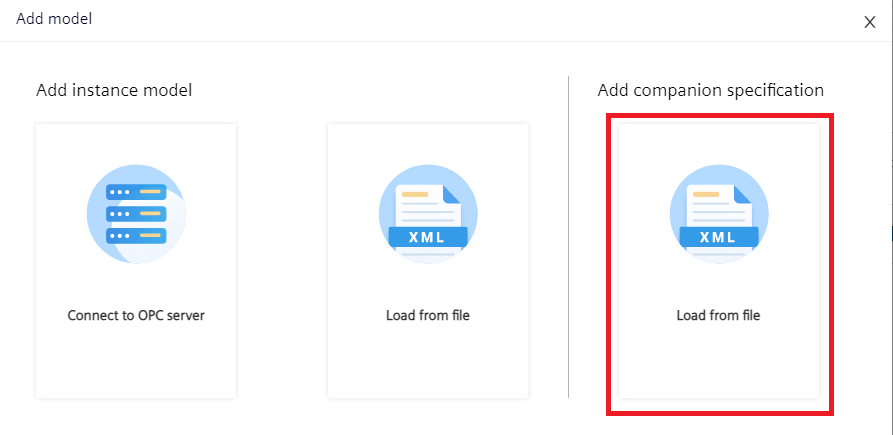 Add model
X
Add instance model
Add companion specification
XML
XML
Connect to OPC server
Load from file
Load from file